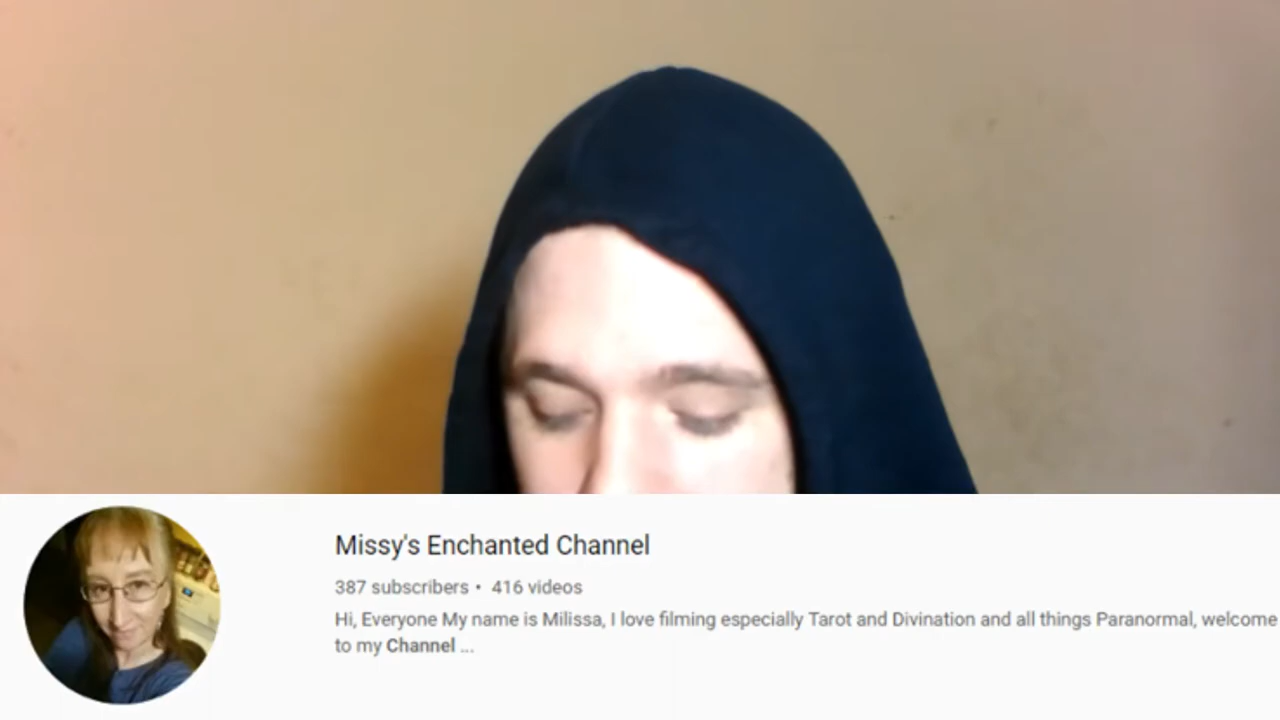 Missy's Enchanted Channel
387 subscribers • 416 videos
Hi, Everyone My name is Milissa, I love filming especially Tarot and Divination and all things Paranormal, welcome
to my Channel ...